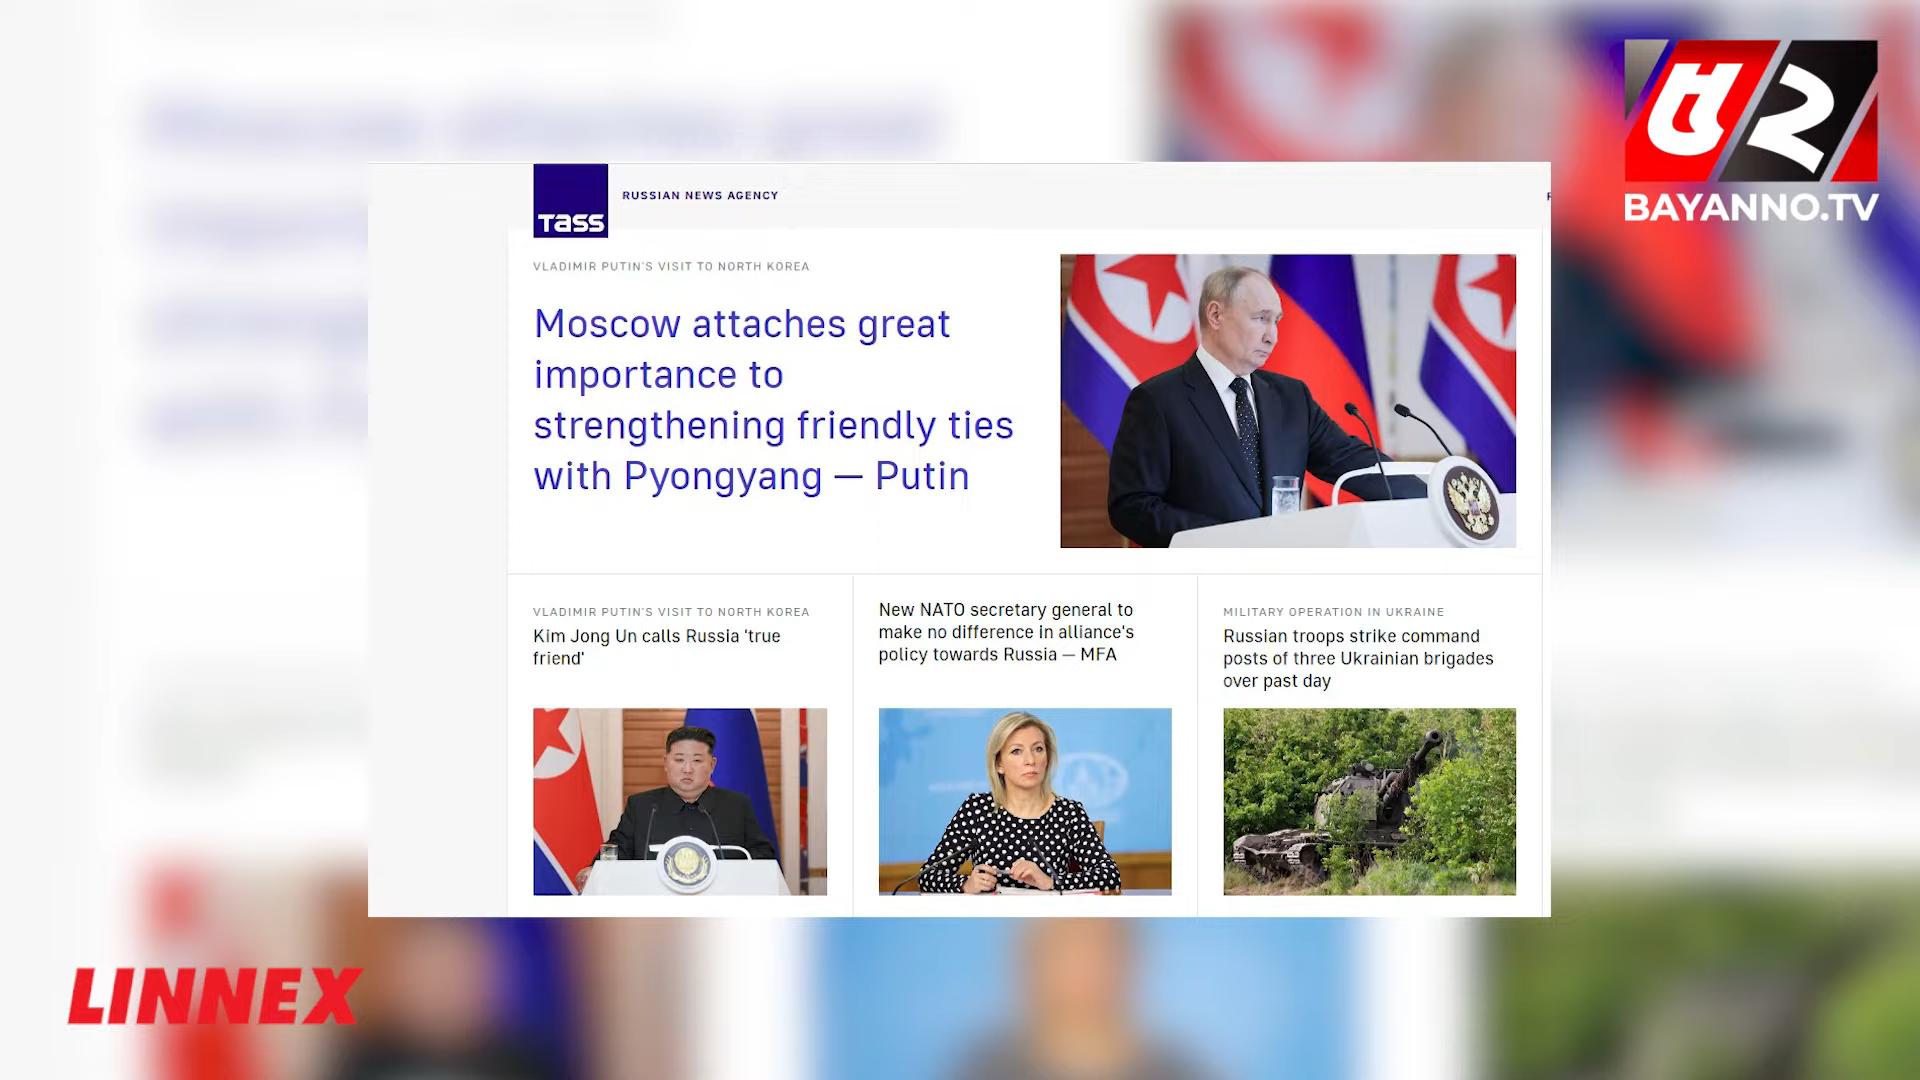 ৫২
BAYANNO.TV
TASS
RUSSIAN NEWS AGENCY
VLADIMIR PUTIN'S VISIT TO NORTH KOREA
Moscow attaches great
importance to
strengthening friendly ties
with Pyongyang — Putin
VLADIMIR PUTIN'S VISIT TO NORTH KOREA
Kim Jong Un calls Russia 'true
friend'
New NATO secretary general to
make no difference in alliance's
policy towards Russia — MFA
MILITARY OPERATION IN UKRAINE
Russian troops strike command
posts of three Ukrainian brigades
over past day
LINNEX